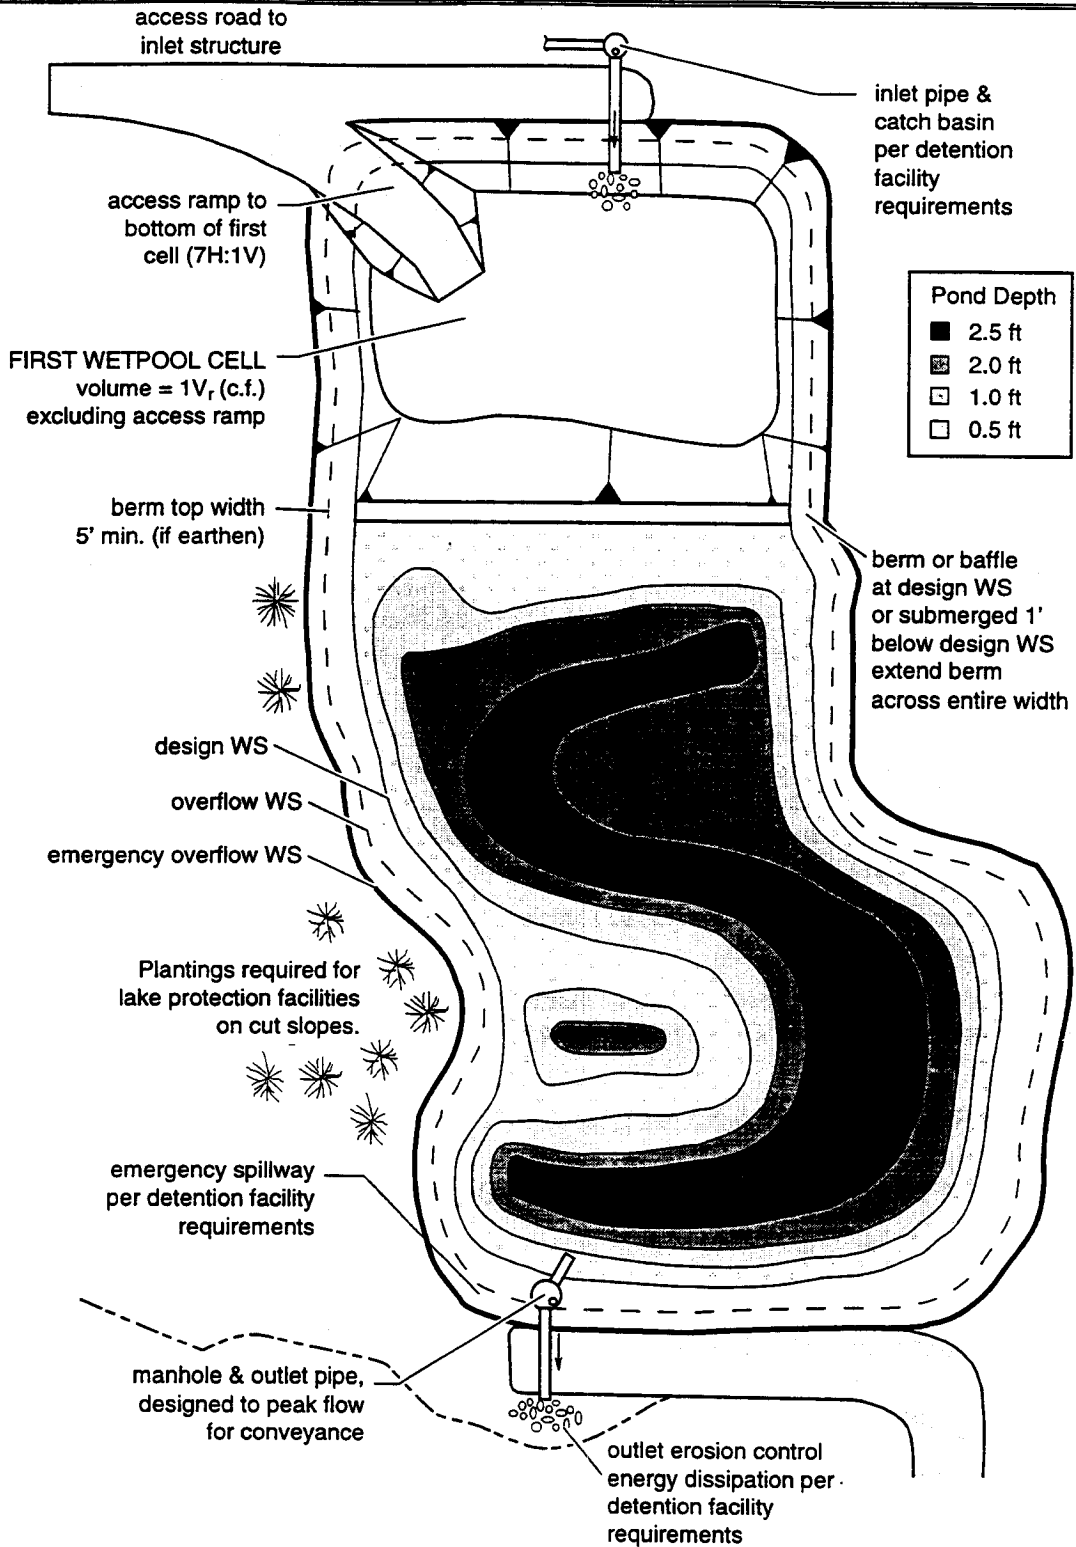 access road to
inlet structure
inlet pipe &
catch basin
per detention
facility
requirements
access ramp to
bottom of first
cell (7H:1V)
Pond Depth
2.5 ft
2.0 ft
1.0 ft
0.5 ft
FIRST WETPOOL CELL
volume = 1Vr (c.f.)
excluding access ramp
berm top width
5' min. (if earthen)
berm or baffle
at design WS
or submerged 1'
below design WS
extend berm
across entire width
design WS
overflow WS
emergency overflow WS
Plantings required for
lake protection facilities
on cut slopes.
emergency spillway
per detention facility
requirements
manhole & outlet pipe,
designed to peak flow
for conveyance
outlet erosion control
energy dissipation per
detention facility
requirements